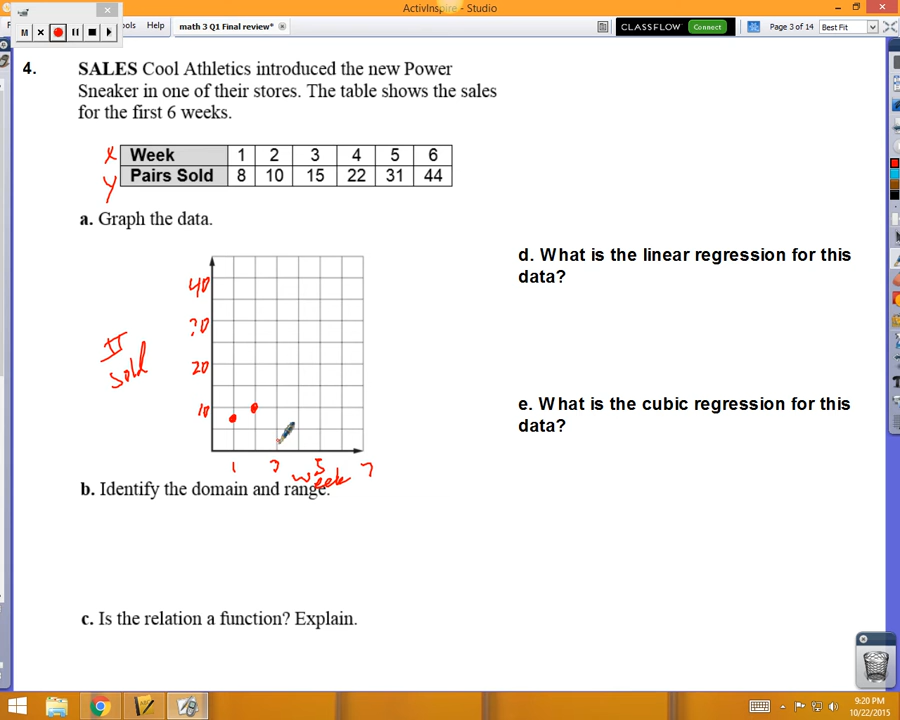 ActivInspire - Studio
ols Help math 3 Q1 Final review* CLASSFLOW Connect Page 3 of 14 Best Fit
M
4. SALES Cool Athletics introduced the new Power
Sneaker in one of their stores. The table shows the sales
for the first 6 weeks.
x Week 1 2 3 4 5 6
y Pairs Sold 8 10 15 22 31 44
a. Graph the data.
40
30
20
10
sold
1 3 5 7
week
b. Identify the domain and range.
c. Is the relation a function? Explain.
d. What is the linear regression for this
data?
e. What is the cubic regression for this
data?
9:20 PM
10/22/2015